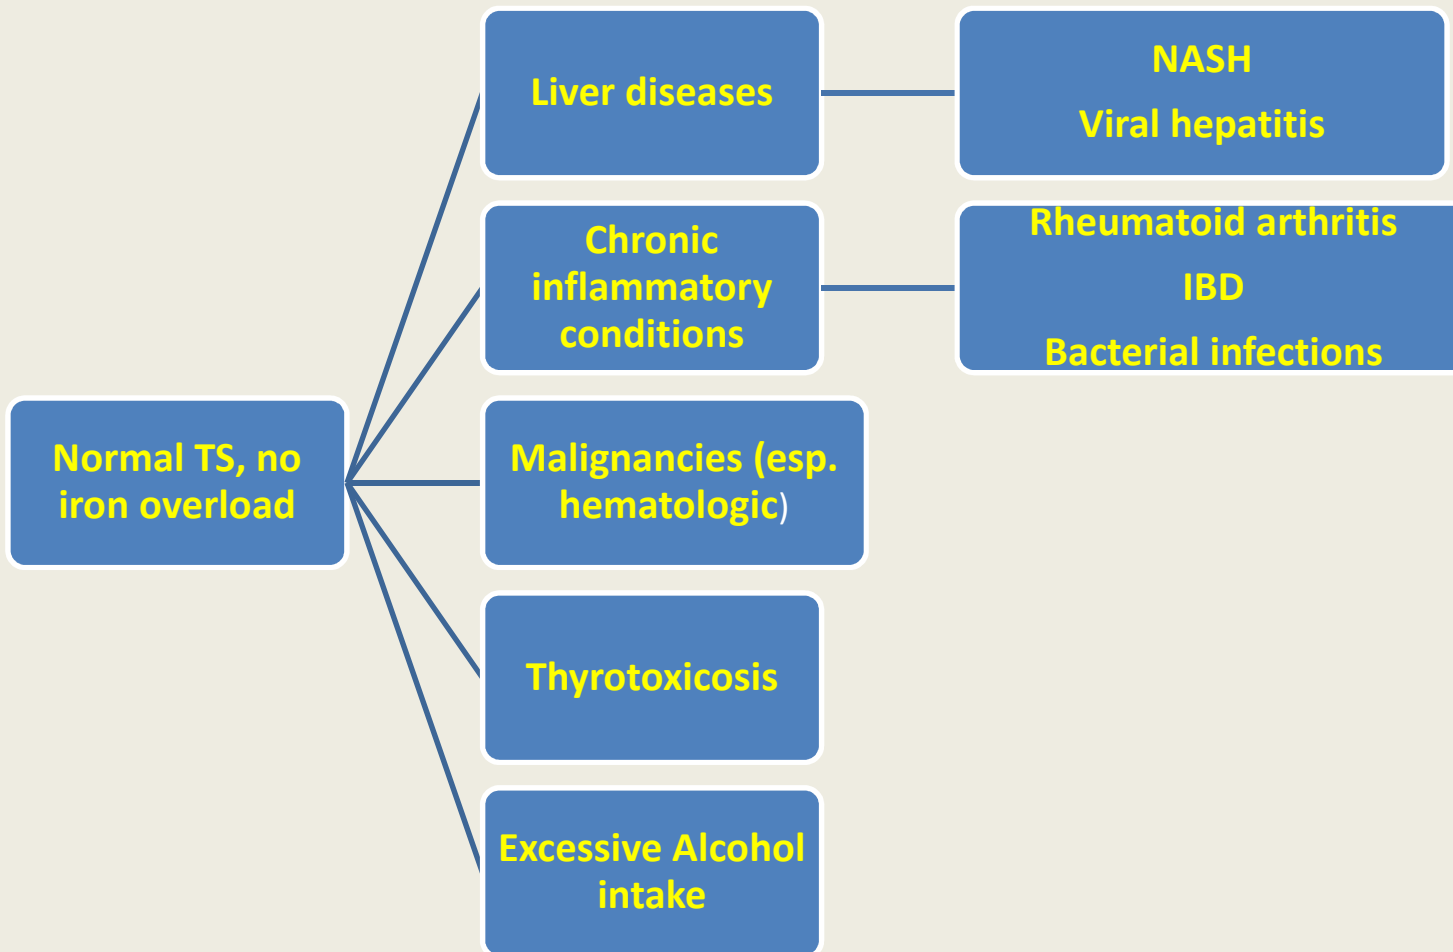 Liver diseases
NASH
Viral hepatitis
Chronic
inflammatory
conditions
Rheumatoid arthritis
IBD
Bacterial infections
Normal TS, no
iron overload
Malignancies (esp.
hematologic)
Thyrotoxicosis
Excessive Alcohol
intake